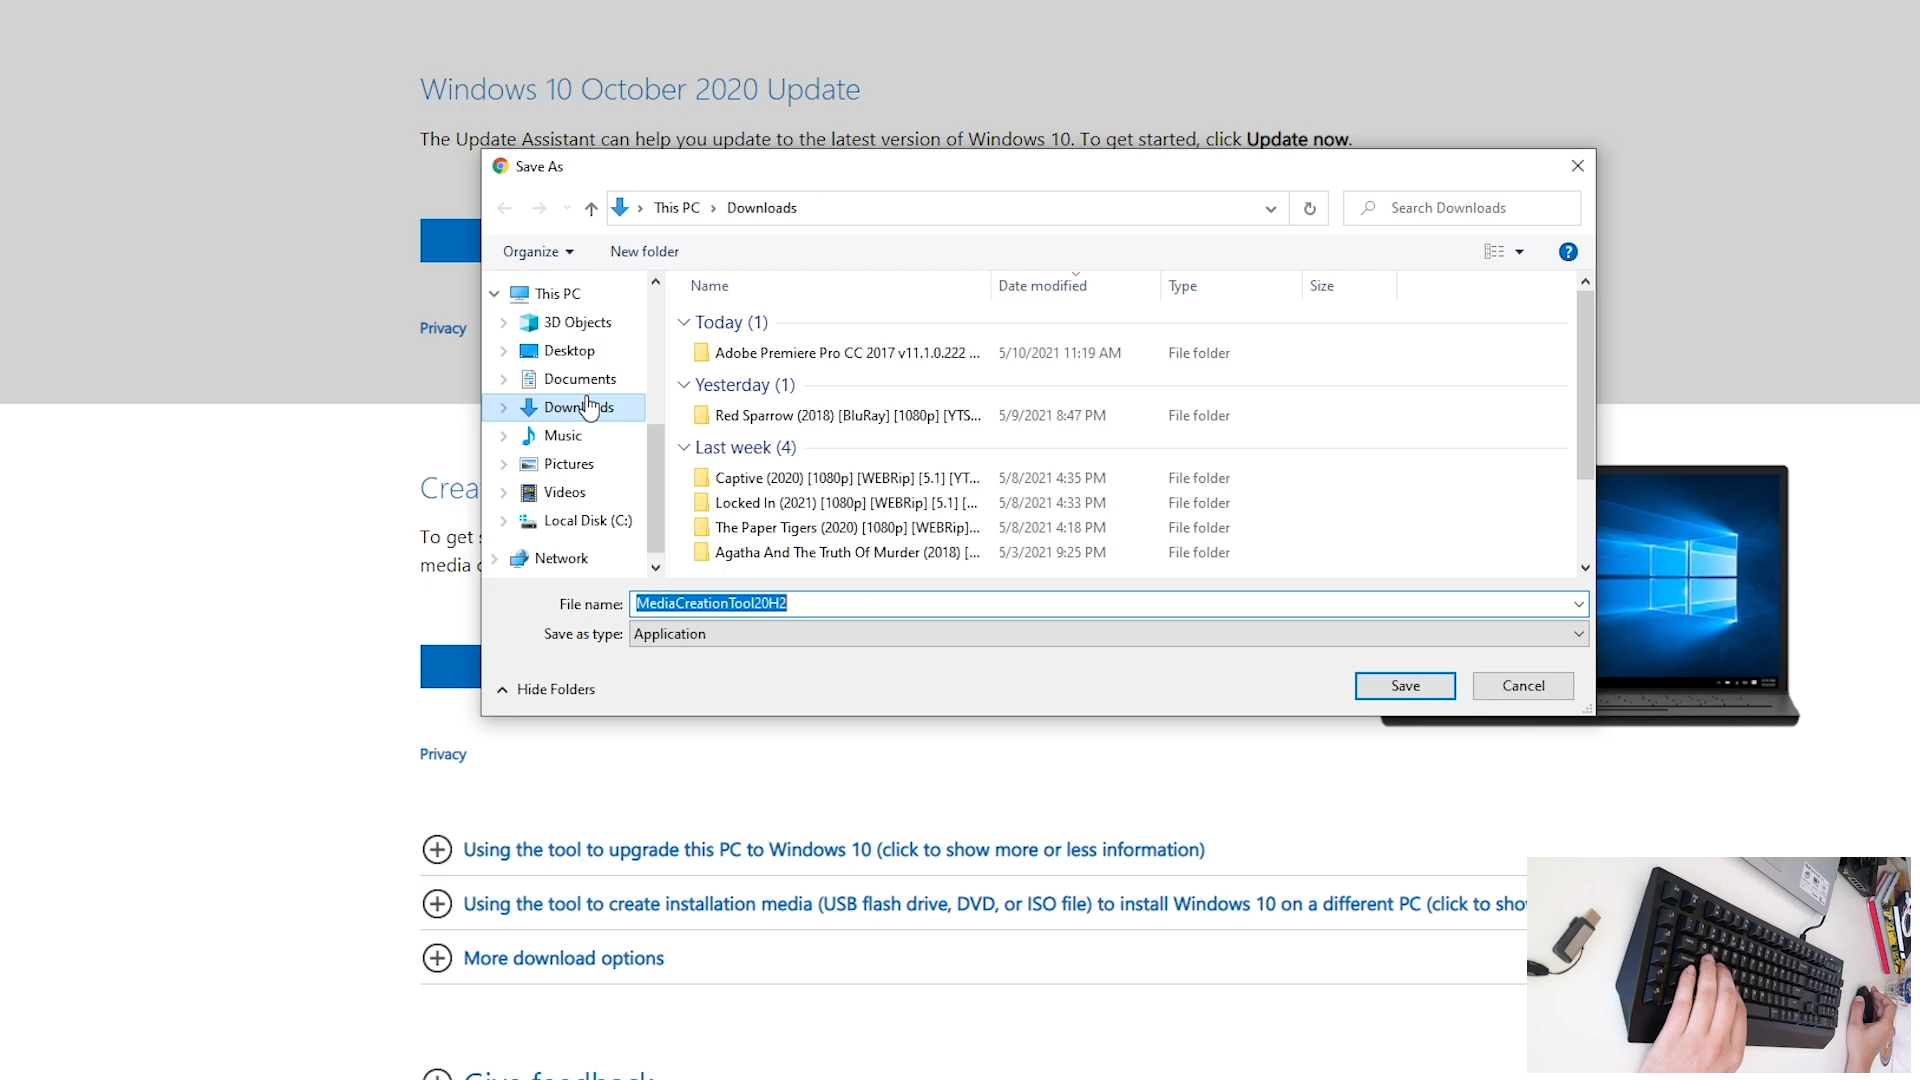 Windows 10 October 2020 Update
The Update Assistant can help you update to the latest version of Windows 10. To get started, click Update now.
Save As
This PC > Downloads
Search Downloads
Organize
New folder
This PC
3D Objects
Desktop
Documents
Downloads
Music
Pictures
Videos
Local Disk (C:)
Network
Name Date modified Type Size
Today (1)
Adobe Premiere Pro CC 2017 v11.1.0.222 ... 5/10/2021 11:19 AM File folder
Yesterday (1)
Red Sparrow (2018) [BluRay] [1080p] [YTS... 5/9/2021 8:47 PM File folder
Last week (4)
Captive (2020) [1080p] [WEBRip] [5.1] [YT... 5/8/2021 4:35 PM File folder
Locked In (2021) [1080p] [WEBRip] [5.1] [... 5/8/2021 4:33 PM File folder
The Paper Tigers (2020) [1080p] [WEBRip]... 5/8/2021 4:18 PM File folder
Agatha And The Truth Of Murder (2018) [... 5/3/2021 9:25 PM File folder
File name: MediaCreationTool20H2
Save as type: Application
Hide Folders
Save
Cancel
Privacy
Crea
To get
media
Privacy
Using the tool to upgrade this PC to Windows 10 (click to show more or less information)
Using the tool to create installation media (USB flash drive, DVD, or ISO file) to install Windows 10 on a different PC (click to sho
More download options
Give feedback